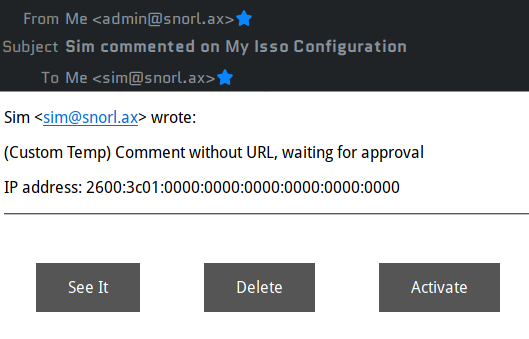 From Me <admin@snorl.ax>
Subject Sim commented on My Isso Configuration
To Me <sim@snorl.ax>
Sim <sim@snorl.ax> wrote:
(Custom Temp) Comment without URL, waiting for approval
IP address: 2600:3c01:0000:0000:0000:0000:0000:0000
See It Delete Activate